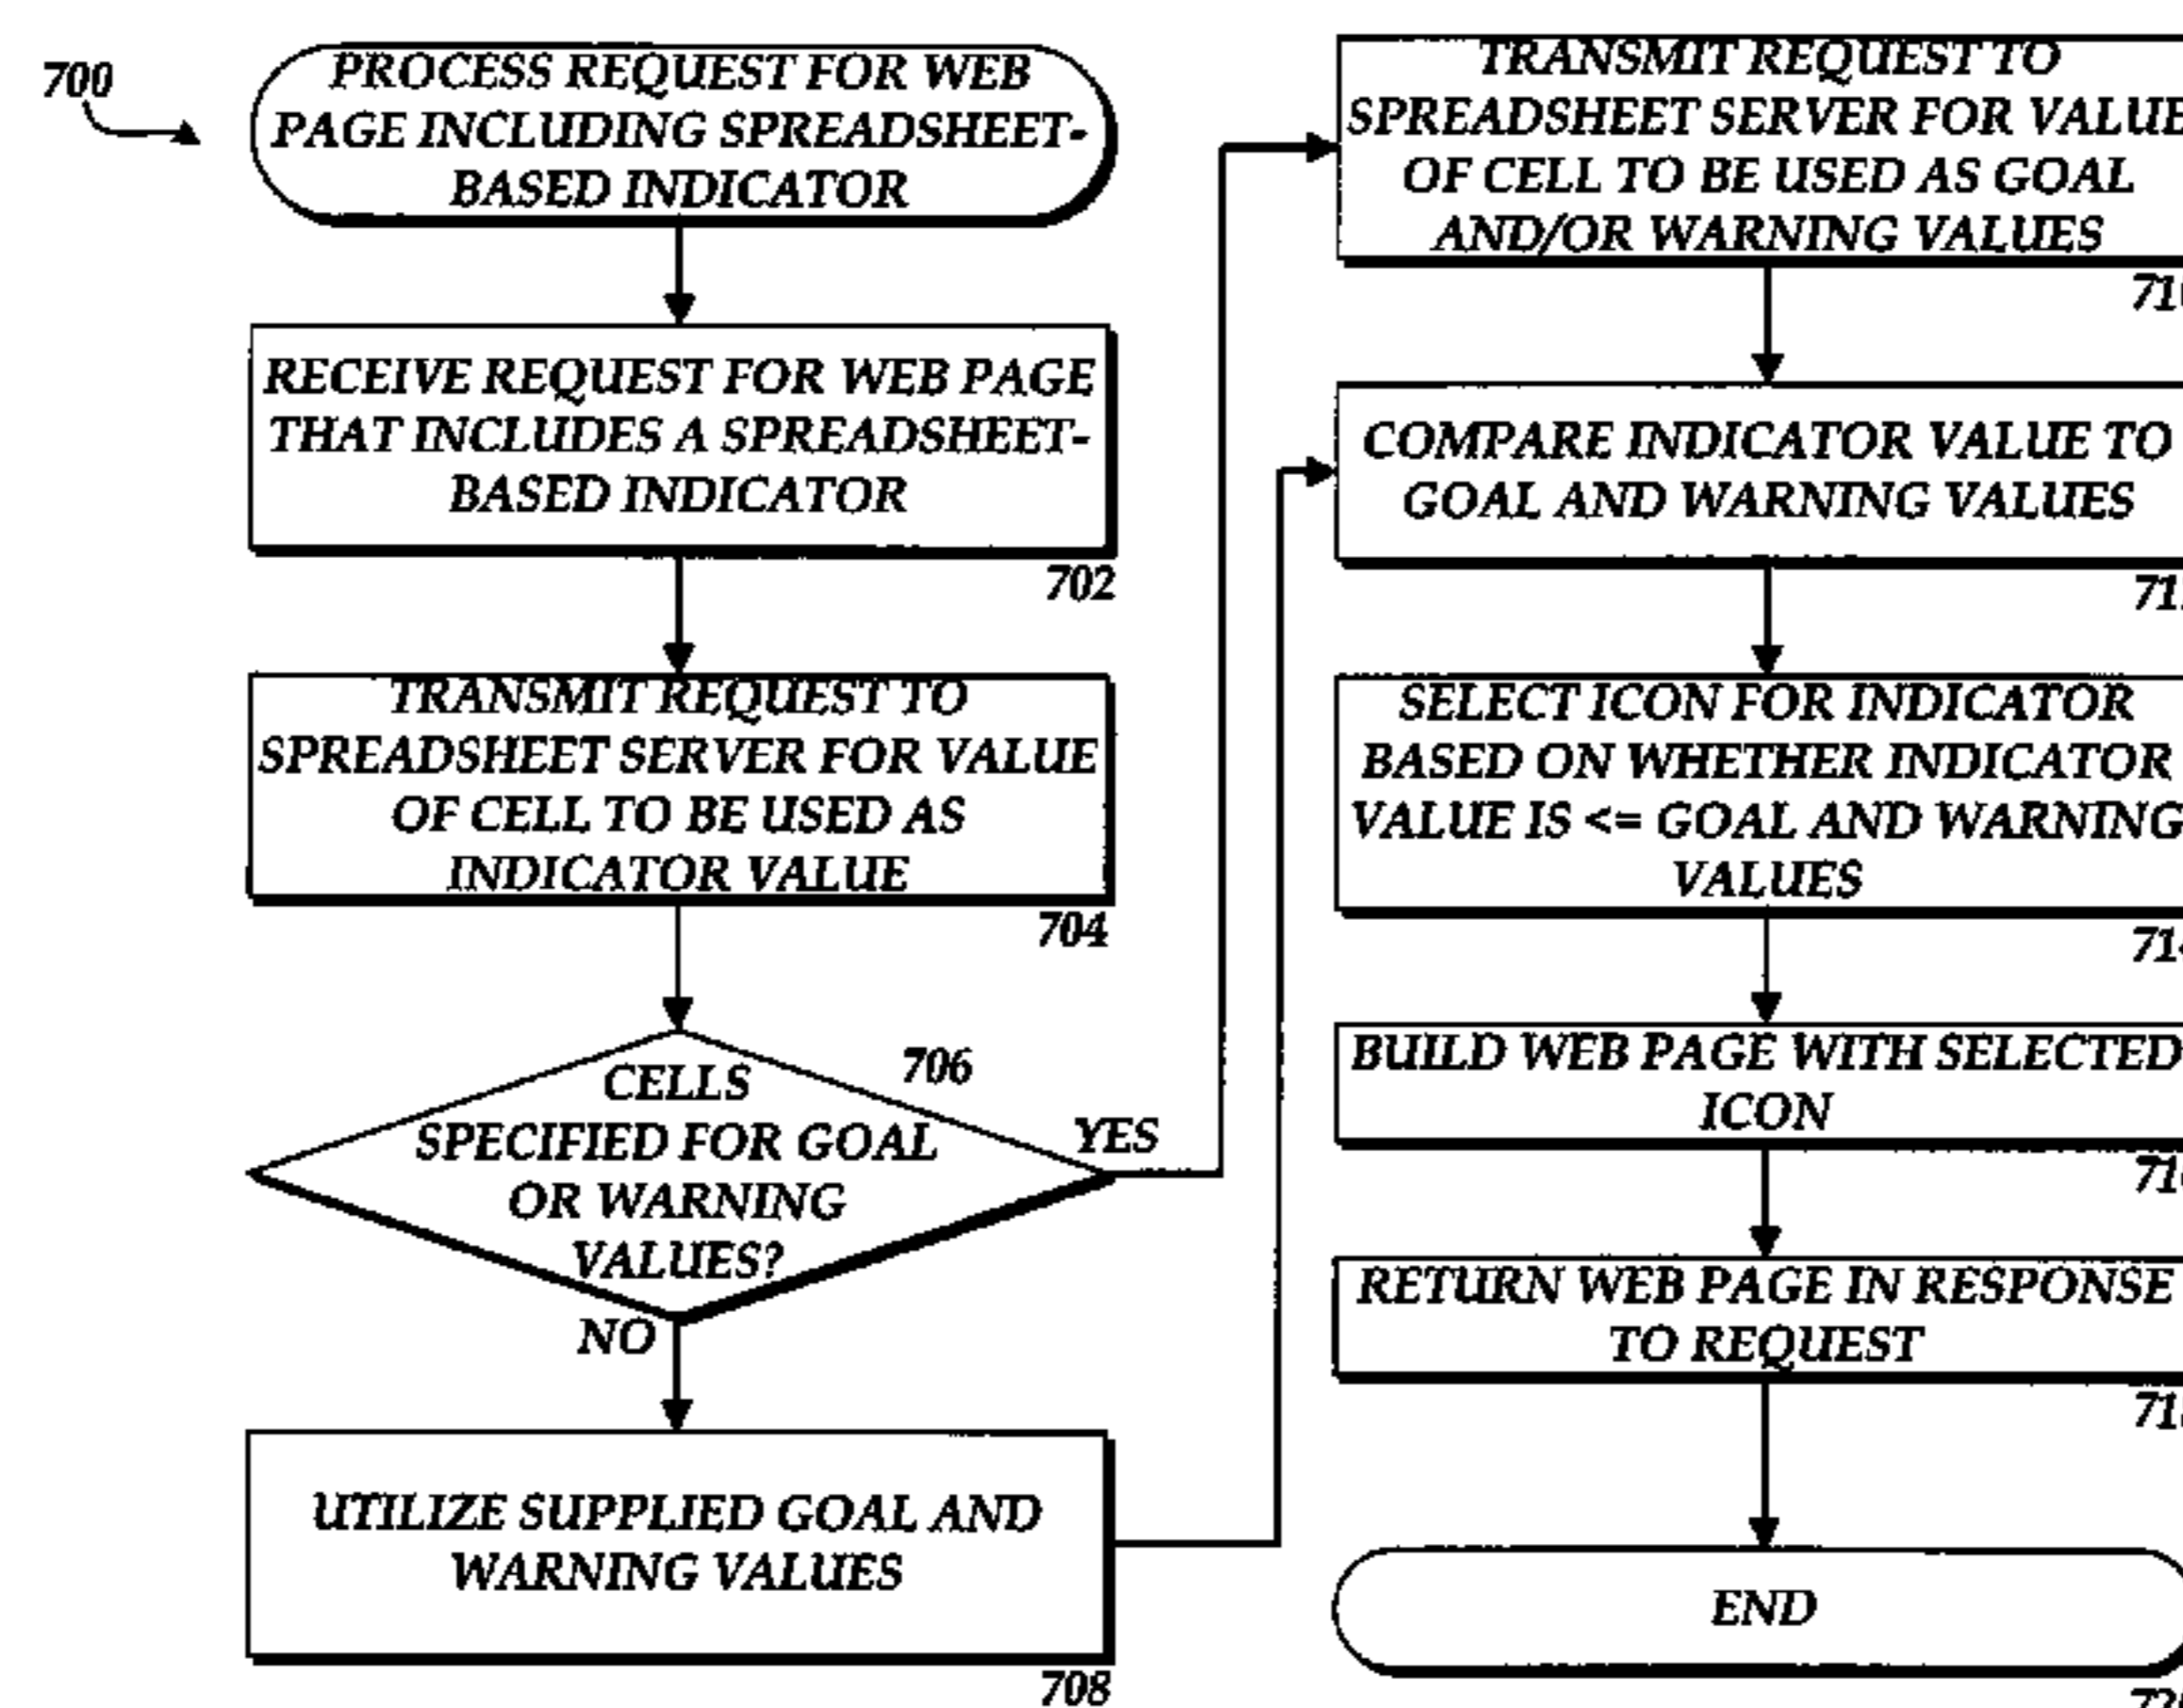 700
PROCESS REQUEST FOR WEB
PAGE INCLUDING SPREADSHEET-
BASED INDICATOR
RECEIVE REQUEST FOR WEB PAGE
THAT INCLUDES A SPREADSHEET-
BASED INDICATOR
702
TRANSMIT REQUEST TO
SPREADSHEET SERVER FOR VALUE
OF CELL TO BE USED AS
INDICATOR VALUE
704
706
CELLS
SPECIFIED FOR GOAL
OR WARNING
VALUES?
YES
NO
UTILIZE SUPPLIED GOAL AND
WARNING VALUES
708
TRANSMIT REQUEST TO
SPREADSHEET SERVER FOR VALUE
OF CELL TO BE USED AS GOAL
AND/OR WARNING VALUES
COMPARE INDICATOR VALUE TO
GOAL AND WARNING VALUES
SELECT ICON FOR INDICATOR
BASED ON WHETHER INDICATOR
VALUE IS <= GOAL AND WARNING
VALUES
BUILD WEB PAGE WITH SELECTED
ICON
RETURN WEB PAGE IN RESPONSE
TO REQUEST
END